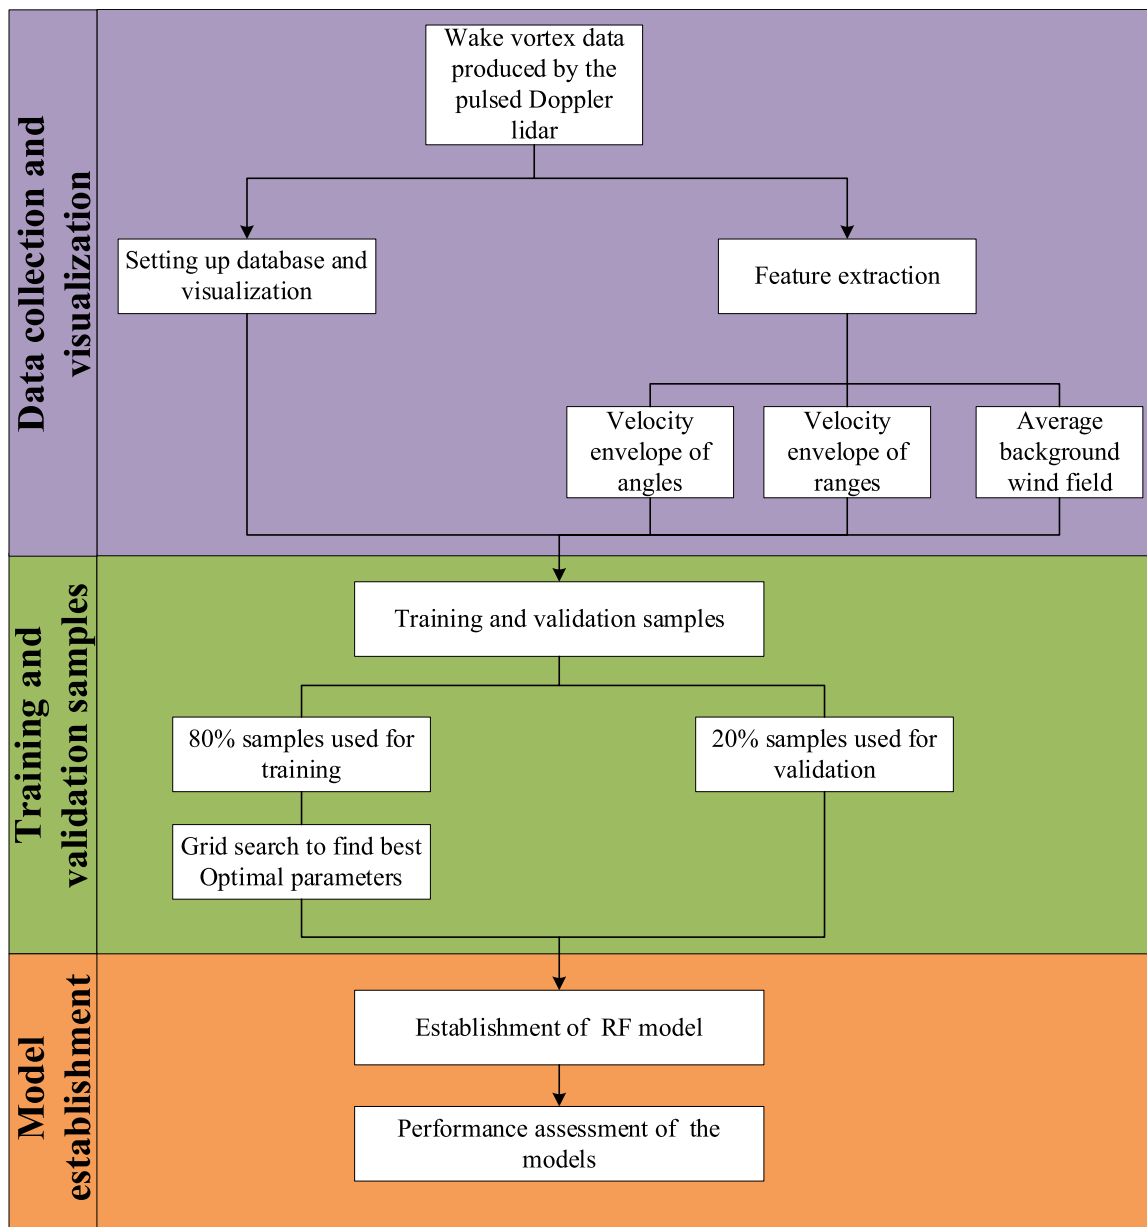 Data collection and
visualization
Wake vortex data
produced by the
pulsed Doppler
lidar
Setting up database and
visualization
Feature extraction
Velocity
envelope of
angles
Velocity
envelope of
ranges
Average
background
wind field
Training and
validation samples
Training and validation samples
80% samples used for
training
20% samples used for
validation
Grid search to find best
Optimal parameters
Model
establishment
Establishment of RF model
Performance assessment of the
models